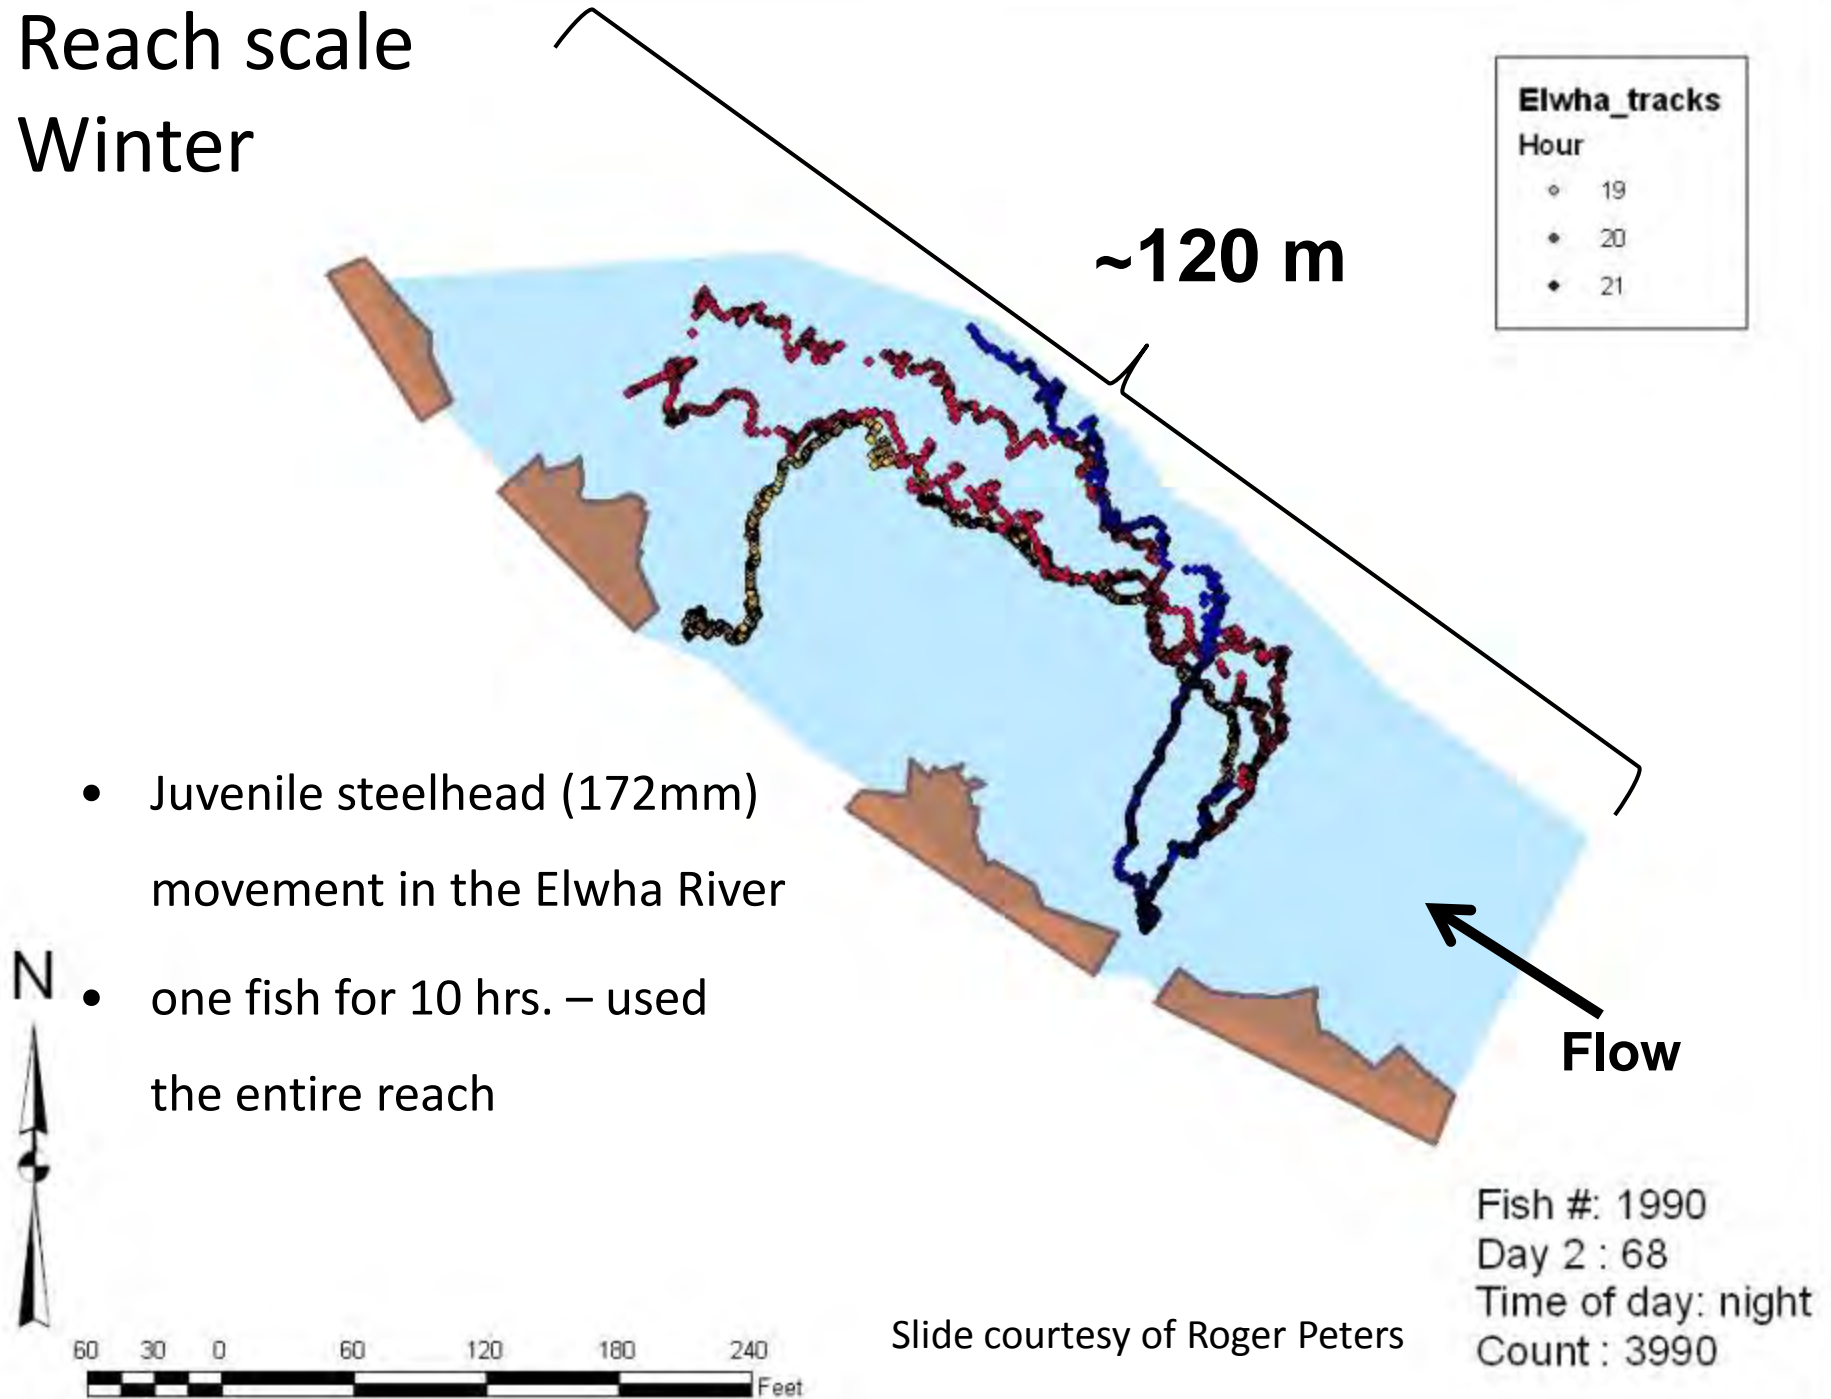 Reach scale
Winter
Elwha_tracks
Hour
19
20
21
~120 m
• Juvenile steelhead (172mm)
movement in the Elwha River
• one fish for 10 hrs. – used
the entire reach
N
Flow
Fish #: 1990
Day 2 : 68
Time of day: night
Count : 3990
Slide courtesy of Roger Peters
60 30 0 60 120 180 240
Feet